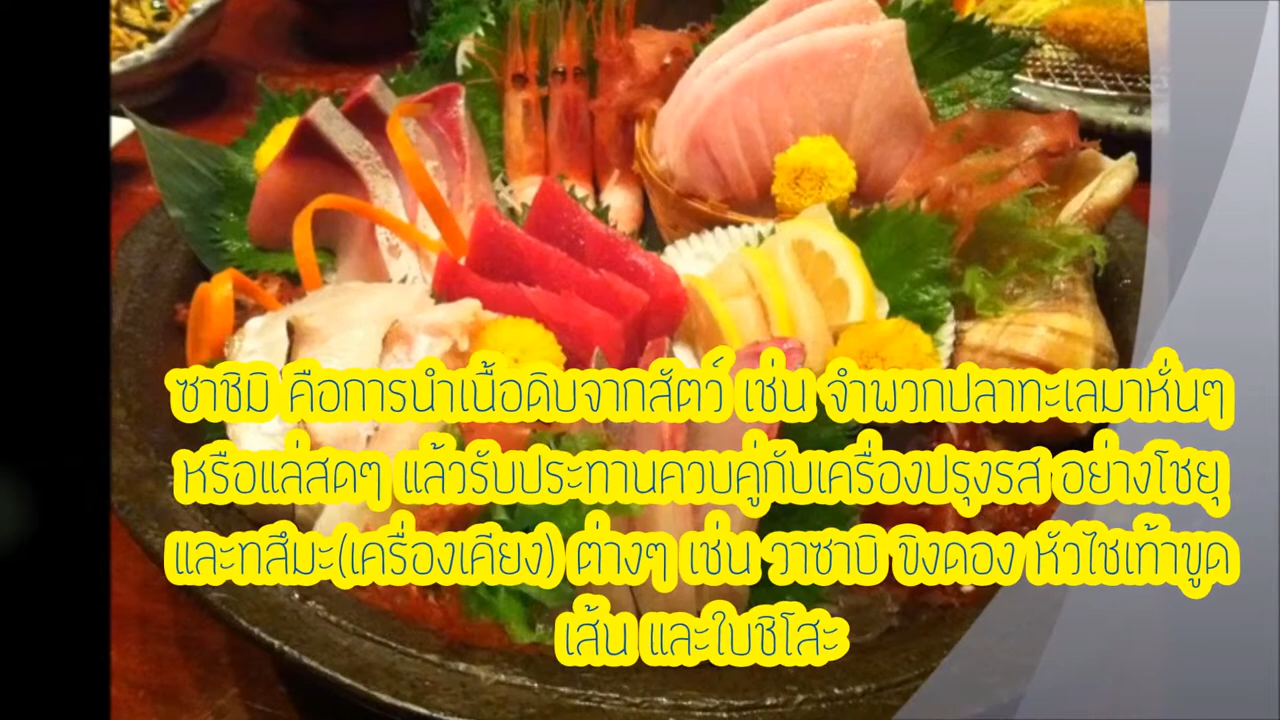 ซาชิมิ คือการนำเนื้อดิบจากสัตว์ เช่น จำพวกปลาทะเลมาหั่นๆ
หรือแล่สดๆ แล้วรับประทานควบคู่กับเครื่องปรุงรส อย่างโชยุ
และทสึมะ(เครื่องเคียง) ต่างๆ เช่น วาซาบิ ขิงดอง หัวไชเท้าขูด
เส้น และใบชิโสะ